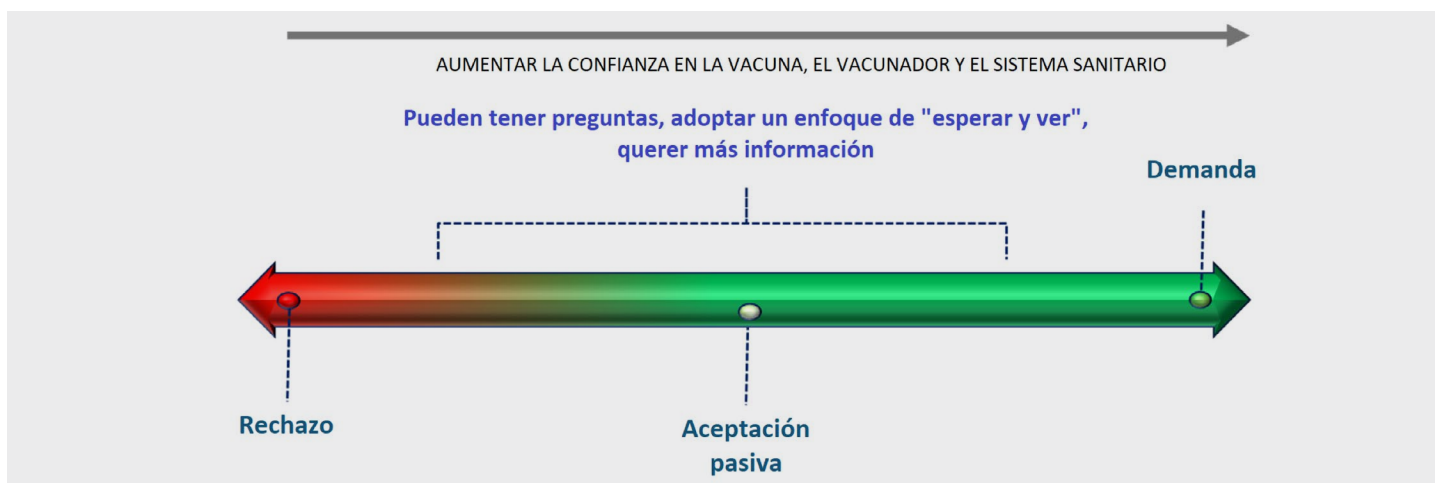 AUMENTAR LA CONFIANZA EN LA VACUNA, EL VACUNADOR Y EL SISTEMA SANITARIO
Pueden tener preguntas, adoptar un enfoque de "esperar y ver",
querer más información
Demanda
Rechazo
Aceptación
pasiva